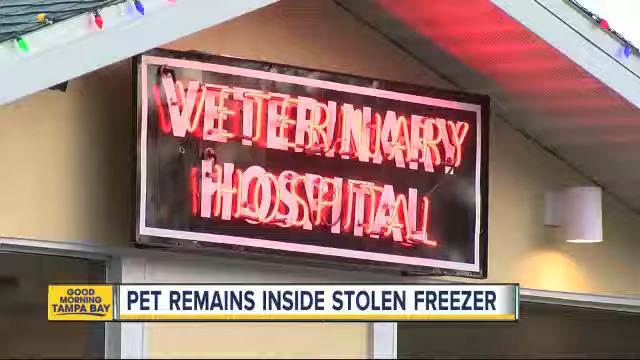 VETERINARY
HOSPITAL
GOOD
MORNING
TAMPA BAY
PET REMAINS INSIDE STOLEN FREEZER